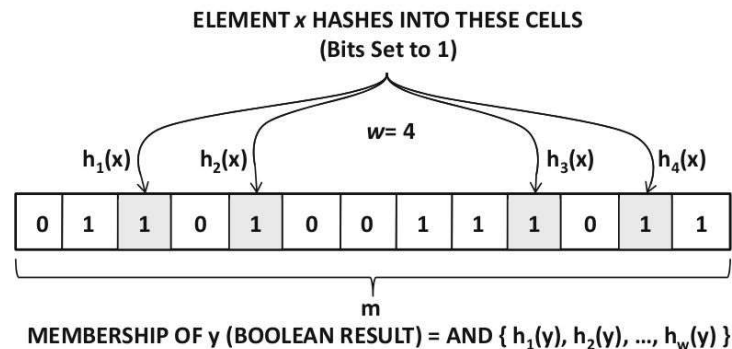 ELEMENT x HASHES INTO THESE CELLS
(Bits Set to 1)
w= 4
h₁(x) h₂(x) h₃(x) h₄(x)
0 1 1 0 1 0 0 1 1 1 0 1 1
m
MEMBERSHIP OF y (BOOLEAN RESULT) = AND { h₁(y), h₂(y), ..., h_w(y) }